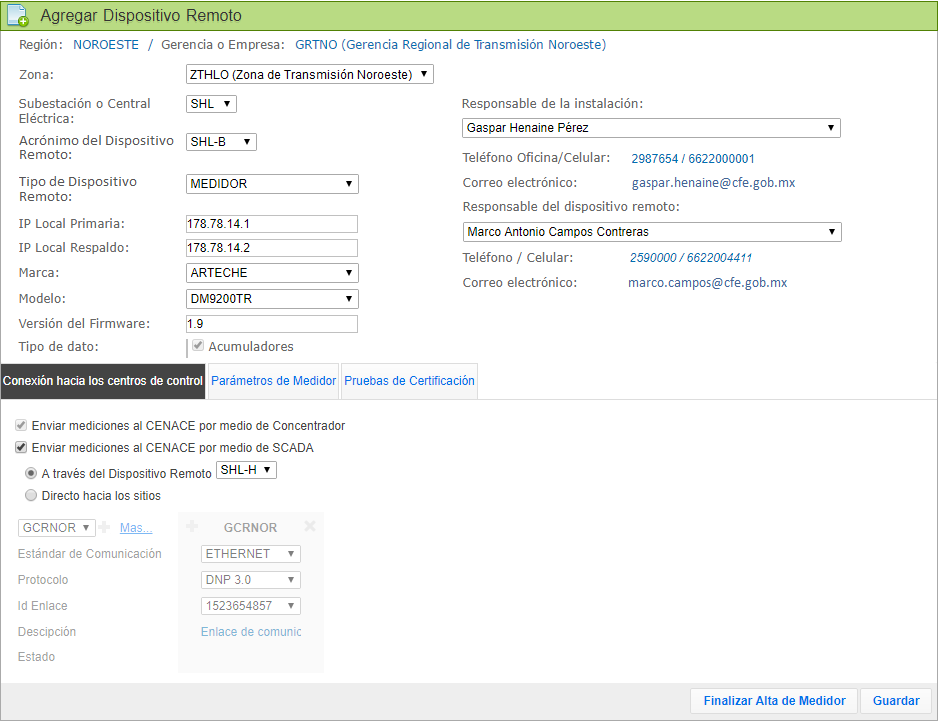 Agregar Dispositivo Remoto
Región: NOROESTE / Gerencia o Empresa: GRTNO (Gerencia Regional de Transmisión Noroeste)
Zona: ZTHLO (Zona de Transmisión Noroeste)
Subestación o Central
Eléctrica: SHL
Acrónimo del Dispositivo
Remoto: SHL-B
Tipo de Dispositivo
Remoto: MEDIDOR
IP Local Primaria: 178.78.14.1
IP Local Respaldo: 178.78.14.2
Marca: ARTECHE
Modelo: DM9200TR
Versión del Firmware: 1.9
Tipo de dato: Acumuladores
Responsable de la instalación:
Gaspar Henaine Pérez
Teléfono Oficina/Celular: 2987654 / 6622000001
Correo electrónico: gaspar.henaine@cfe.gob.mx
Responsable del dispositivo remoto:
Marco Antonio Campos Contreras
Teléfono / Celular: 2590000 / 6622004411
Correo electrónico: marco.campos@cfe.gob.mx
Conexión hacia los centros de control Parámetros de Medidor Pruebas de Certificación
Enviar mediciones al CENACE por medio de Concentrador
Enviar mediciones al CENACE por medio de SCADA
A través del Dispositivo Remoto SHL-H
Directo hacia los sitios
GCRNOR Mas... GCRNOR
Estándar de Comunicación ETHERNET
Protocolo DNP 3.0
Id Enlace 1523654857
Descipción Enlace de comunic
Estado
Finalizar Alta de Medidor Guardar